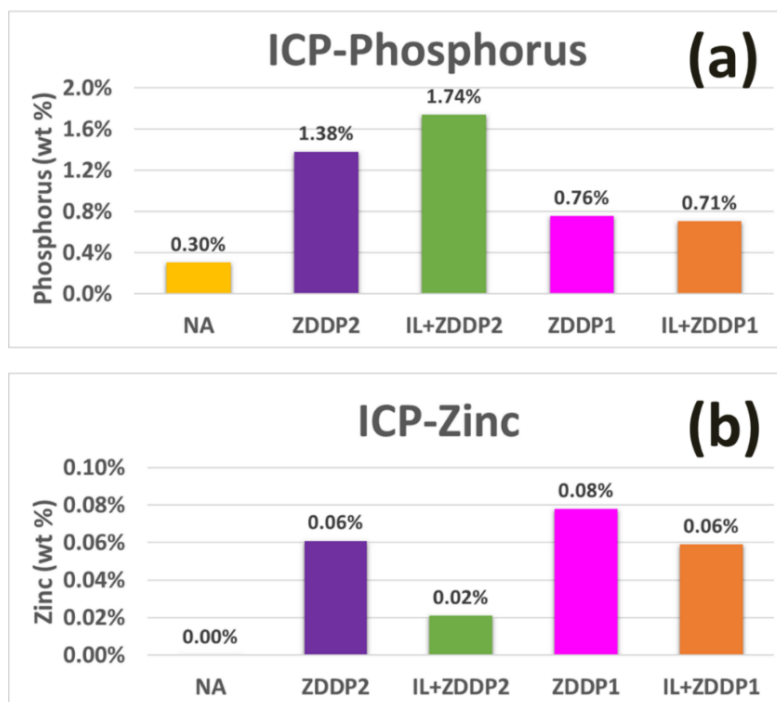 ICP-Phosphorus
(a)
Phosphorus (wt %)
2.0%
1.6%
1.2%
0.8%
0.4%
0.0%
0.30%
1.38%
1.74%
0.76%
0.71%
NA ZDDP2 IL+ZDDP2 ZDDP1 IL+ZDDP1
ICP-Zinc
(b)
Zinc (wt %)
0.10%
0.08%
0.06%
0.04%
0.02%
0.00%
0.00%
0.06%
0.02%
0.08%
0.06%
NA ZDDP2 IL+ZDDP2 ZDDP1 IL+ZDDP1